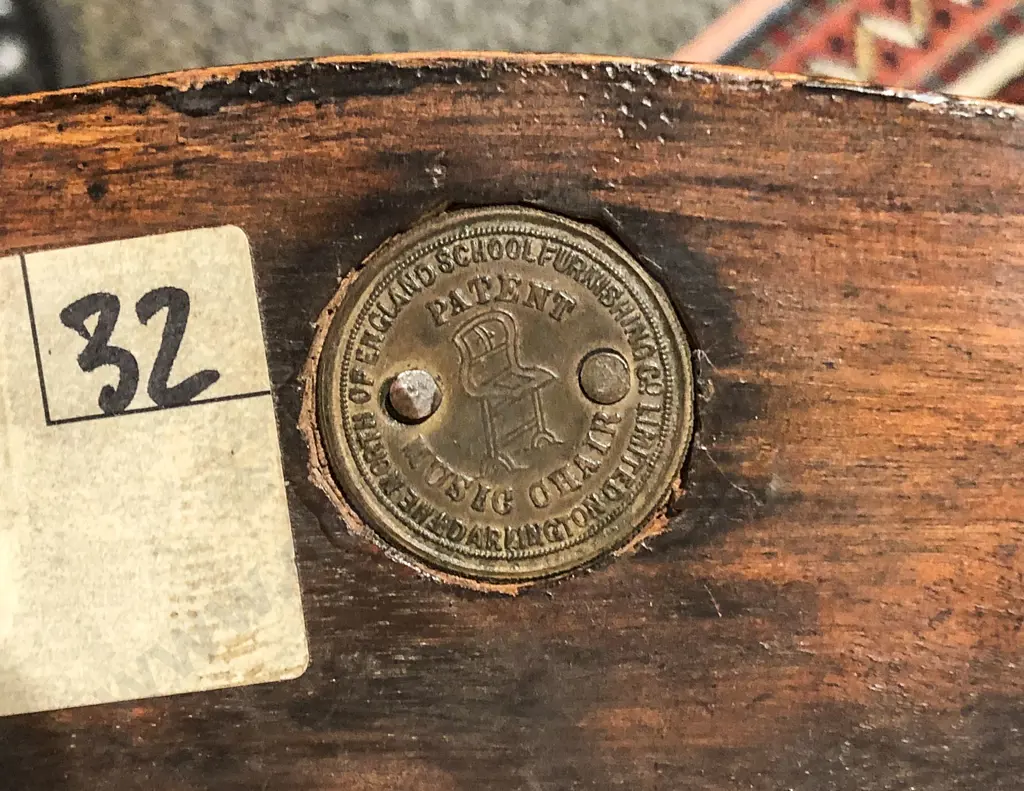 32
THE NORTH OF ENGLAND SCHOOL FURNISHING CO LIMITED DARLINGTON
PATENT
MUSIC CHAIR